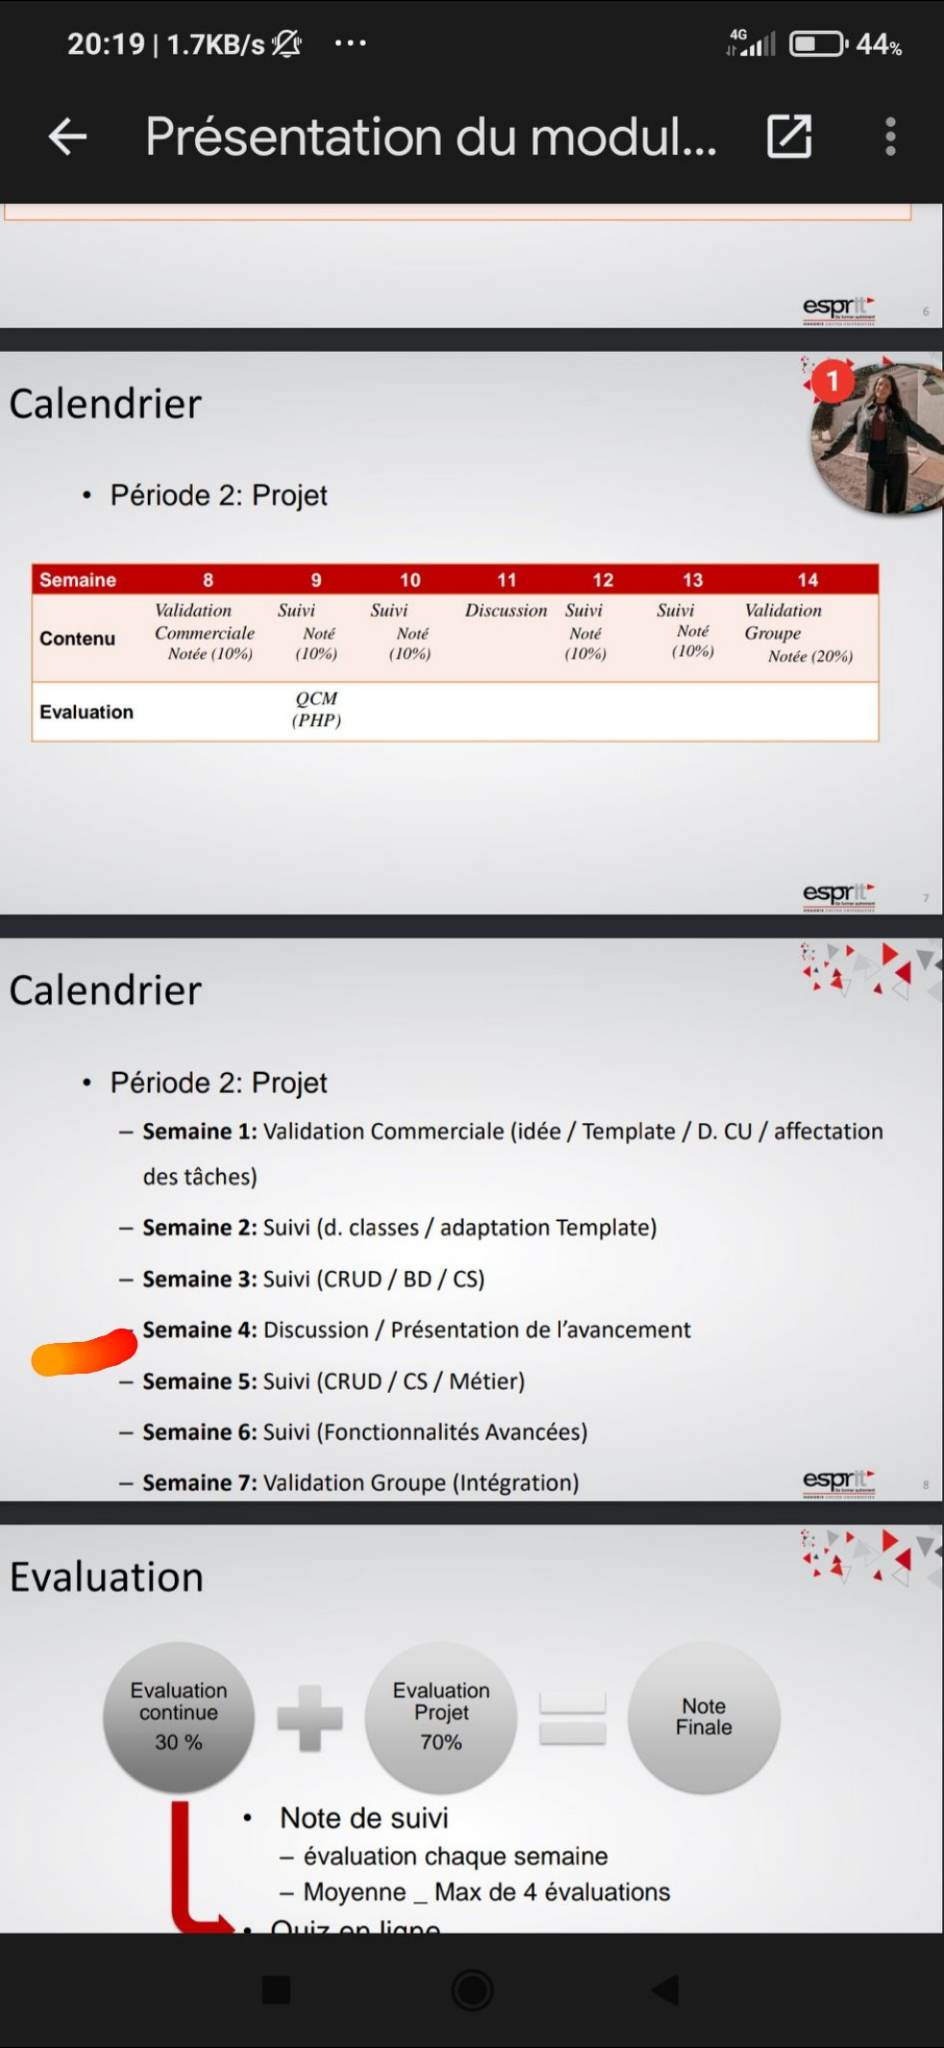 20:19 | 1.7KB/s ...
4G 44%
Présentation du modul...
esprit
6
Calendrier
1
• Période 2: Projet
Semaine 8 9 10 11 12 13 14
Contenu Validation Commerciale Notée (10%) Suivi Noté (10%) Suivi Noté (10%) Discussion Suivi Noté (10%) Suivi Noté (10%) Validation Groupe Notée (20%)
Evaluation QCM (PHP)
esprit
7
Calendrier
• Période 2: Projet
– Semaine 1: Validation Commerciale (idée / Template / D. CU / affectation
des tâches)
– Semaine 2: Suivi (d. classes / adaptation Template)
– Semaine 3: Suivi (CRUD / BD / CS)
Semaine 4: Discussion / Présentation de l’avancement
– Semaine 5: Suivi (CRUD / CS / Métier)
– Semaine 6: Suivi (Fonctionnalités Avancées)
– Semaine 7: Validation Groupe (Intégration)
esprit
8
Evaluation
Evaluation continue 30 %
Evaluation Projet 70%
Note Finale
• Note de suivi
– évaluation chaque semaine
– Moyenne _ Max de 4 évaluations
• Quiz en ligne